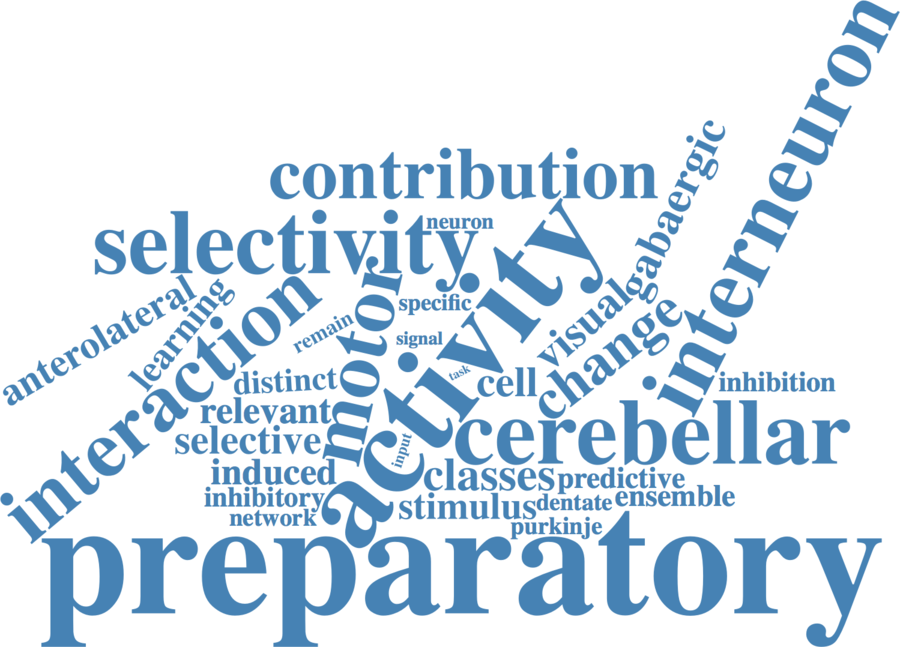 interneuron
contribution
gabaergic
selectivity
neuron
activity
anterolateral
learning
interaction
motor
specific
visual
change
remain
signal
task
distinct
cell
inhibition
relevant
cerebellar
selective
input
induced
classes
predictive
inhibitory
stimulus
dentate
ensemble
network
purkinje
preparatory